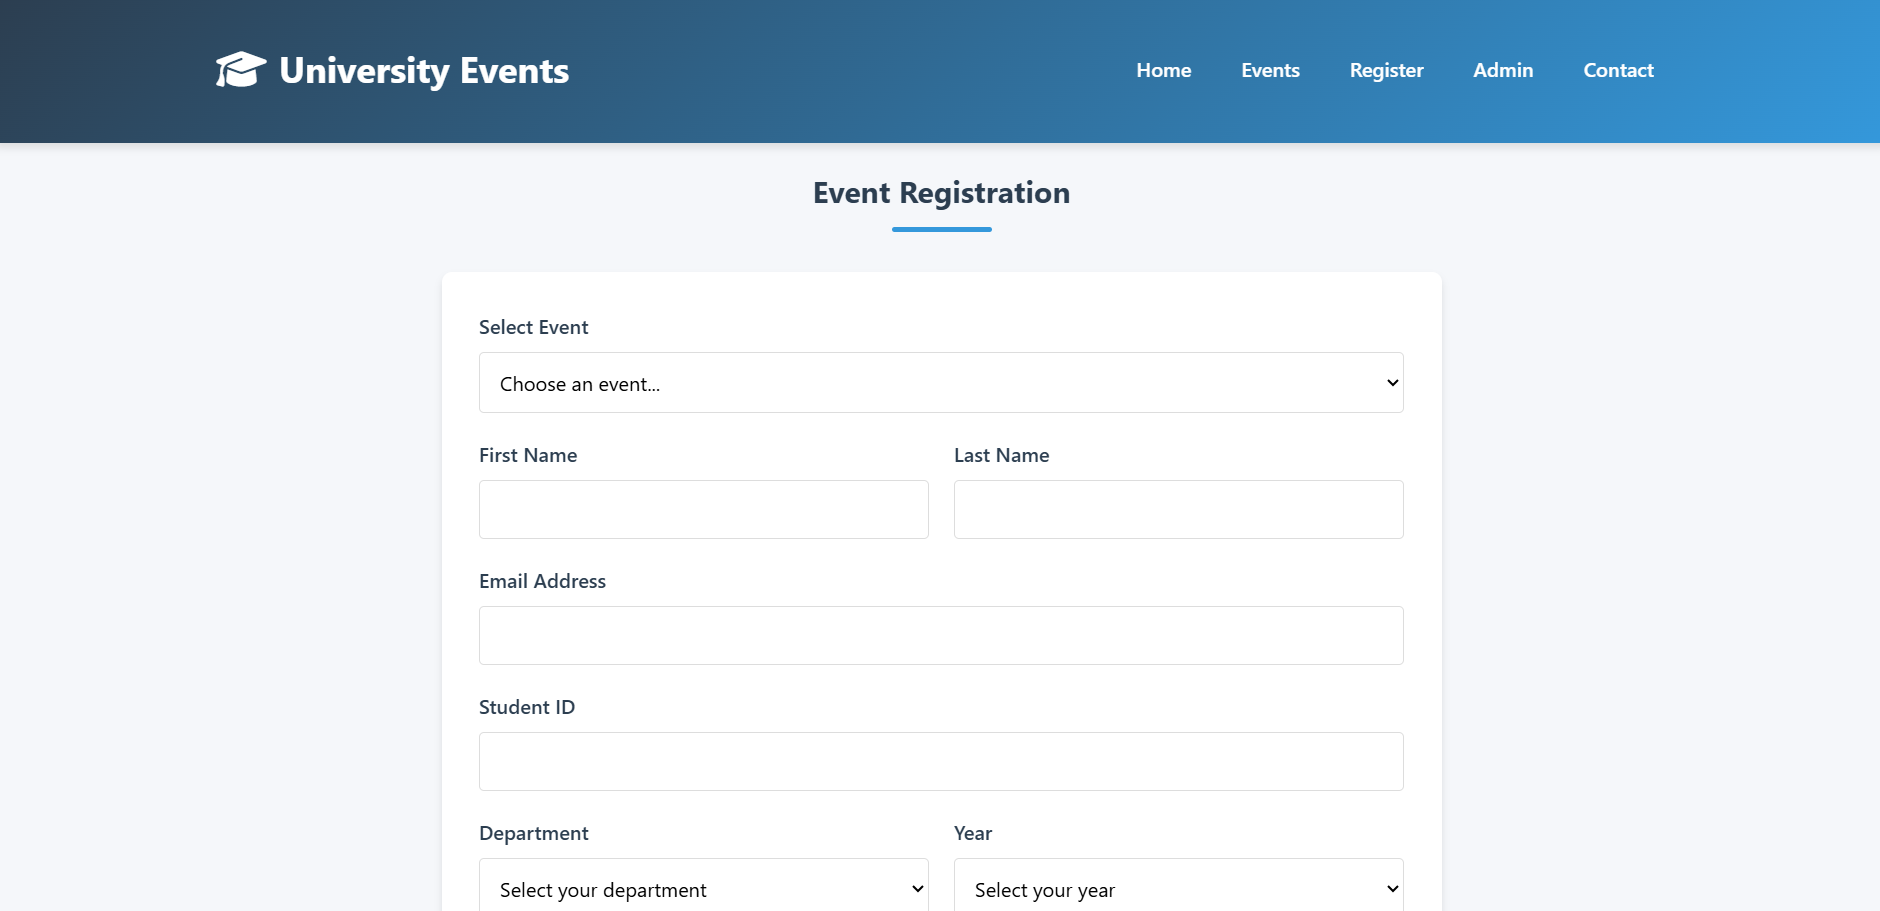 University Events
Home Events Register Admin Contact
Event Registration
Select Event
Choose an event...
First Name Last Name
Email Address
Student ID
Department Year
Select your department Select your year